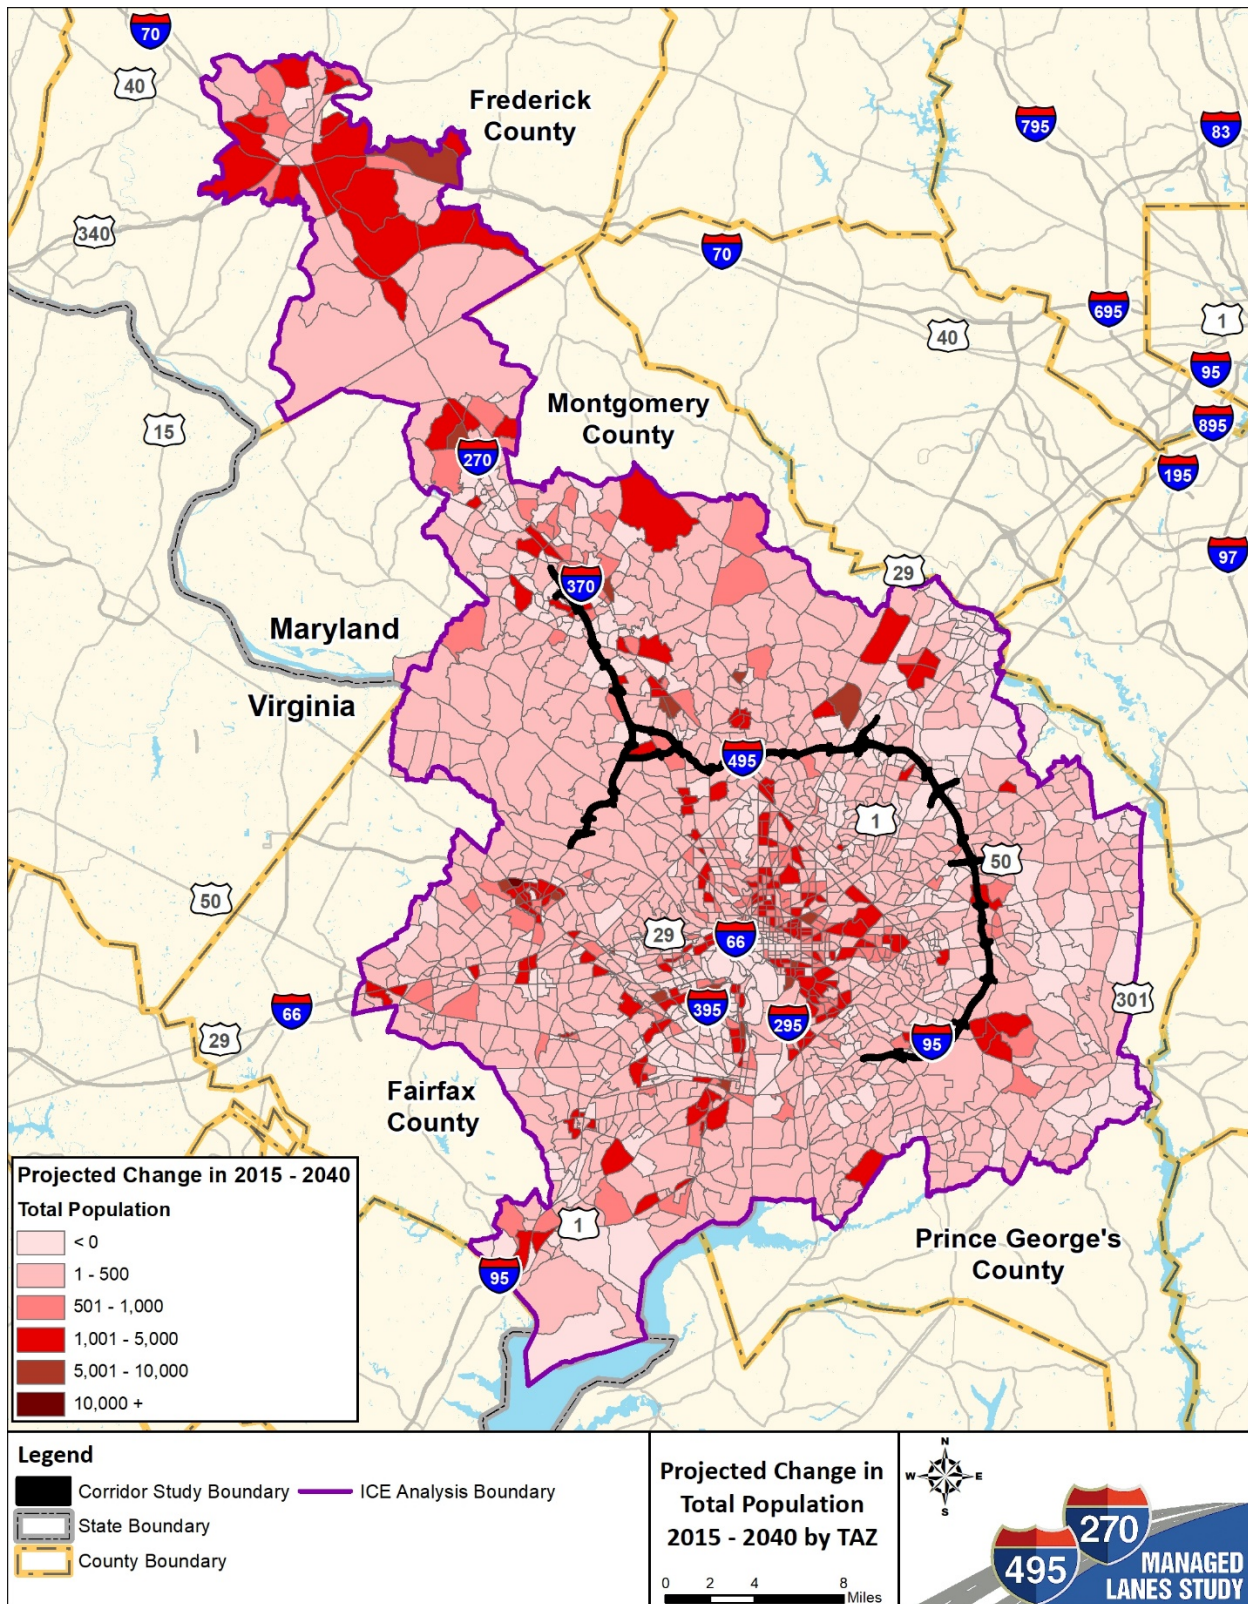 70
40
Frederick
County
795
83
340
70
695
1
40
95
15
Montgomery
County
895
270
195
97
29
370
Maryland
Virginia
495
1
50
50
29
66
301
66
395
295
29
95
Fairfax
County
1
Prince George's
County
95
Projected Change in 2015 - 2040
Total Population
< 0
1 - 500
501 - 1,000
1,001 - 5,000
5,001 - 10,000
10,000 +
Legend
Corridor Study Boundary
ICE Analysis Boundary
State Boundary
County Boundary
Projected Change in
Total Population
2015 - 2040 by TAZ
0 2 4 8
Miles
N
W E
S
270
495
MANAGED
LANES STUDY